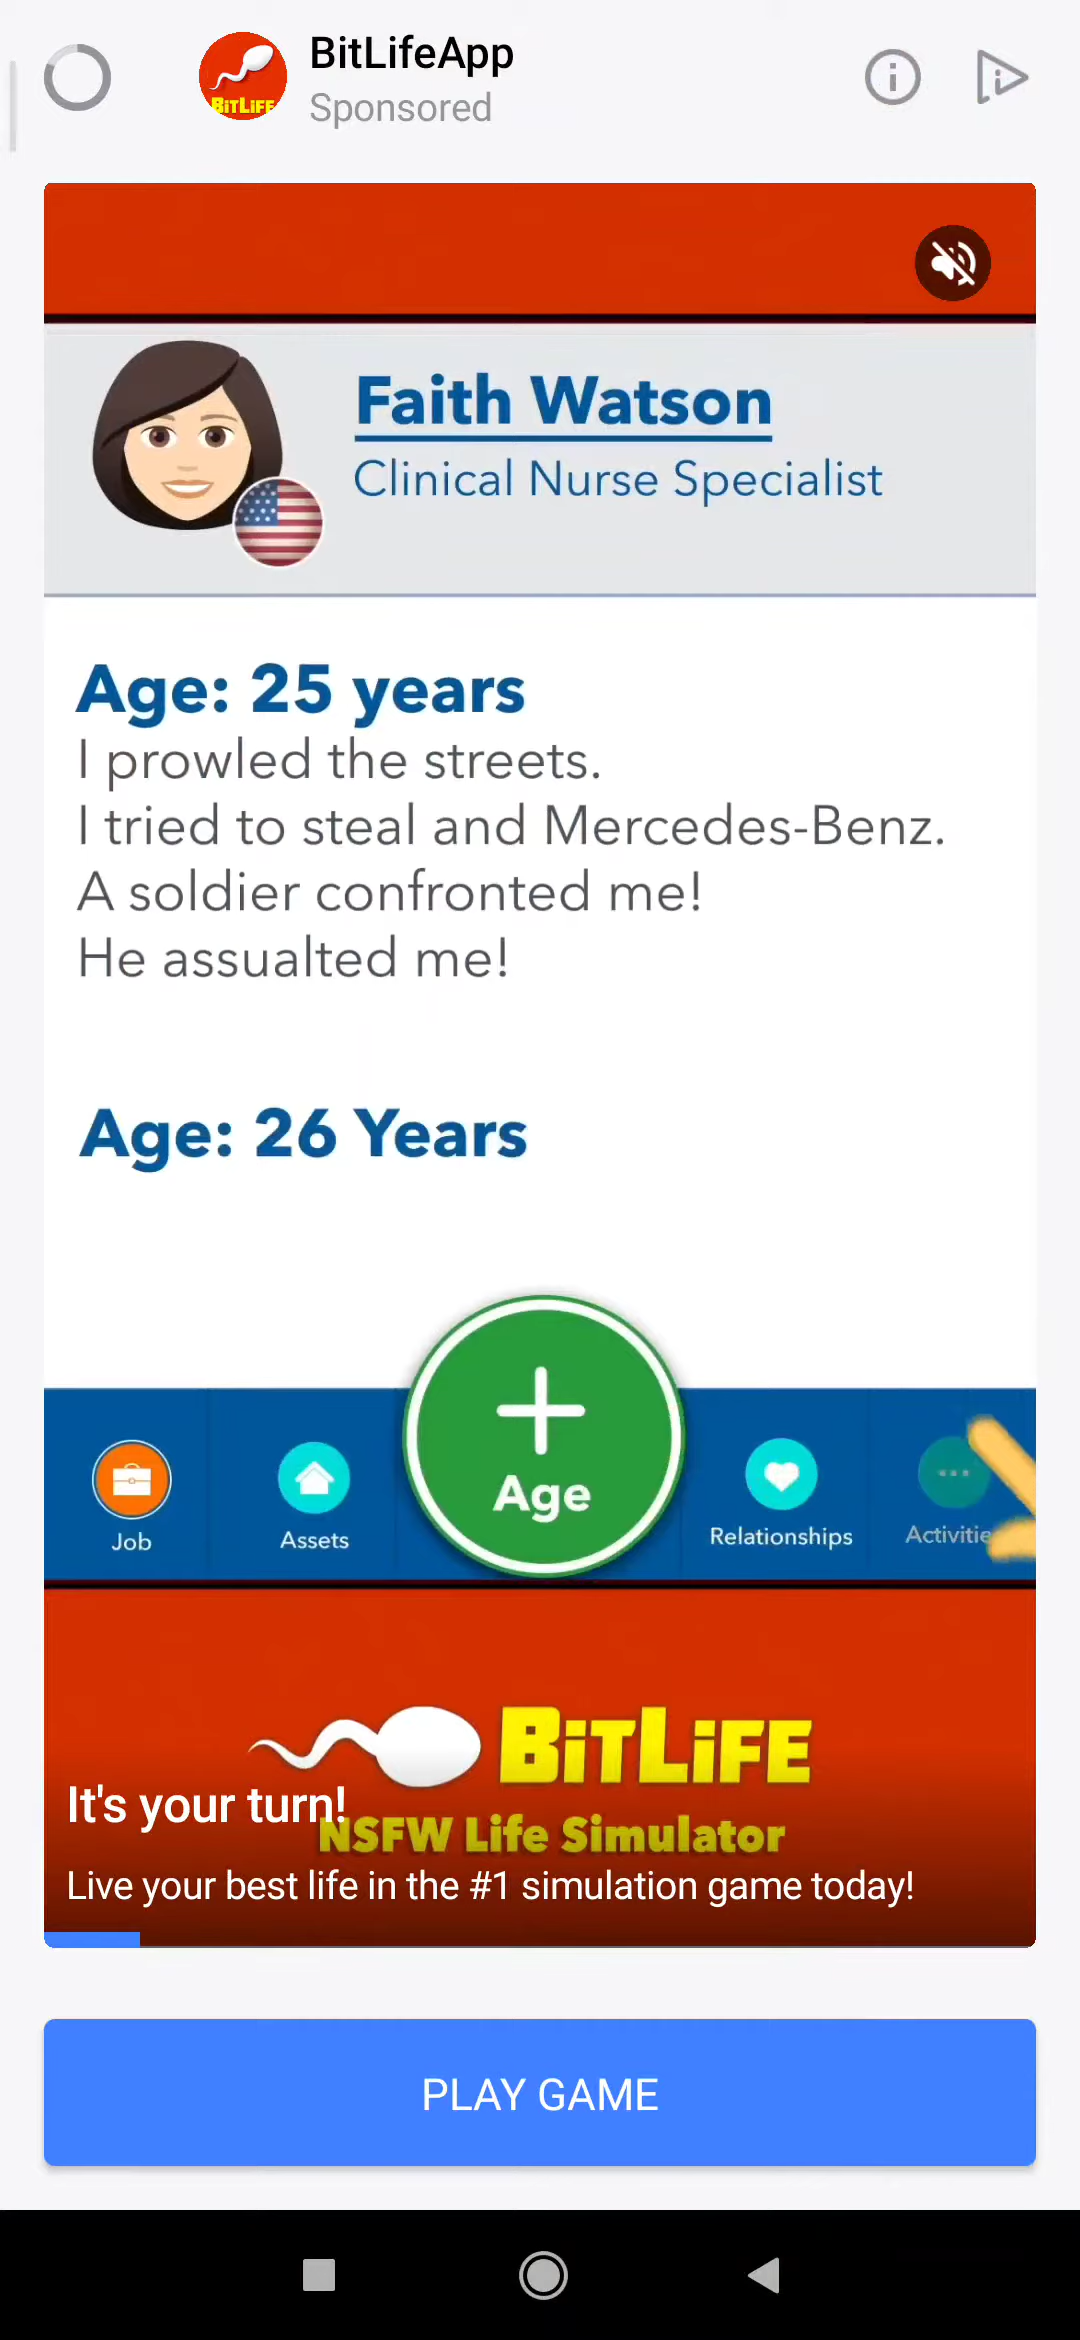 BitLifeApp
Sponsored
BiTLiFE
Faith Watson
Clinical Nurse Specialist
Age: 25 years
I prowled the streets.
I tried to steal and Mercedes-Benz.
A soldier confronted me!
He assualted me!
Age: 26 Years
Age
Job
Assets
Relationships
Activitie
BiTLiFE
It's your turn!
NSFW Life Simulator
Live your best life in the #1 simulation game today!
PLAY GAME